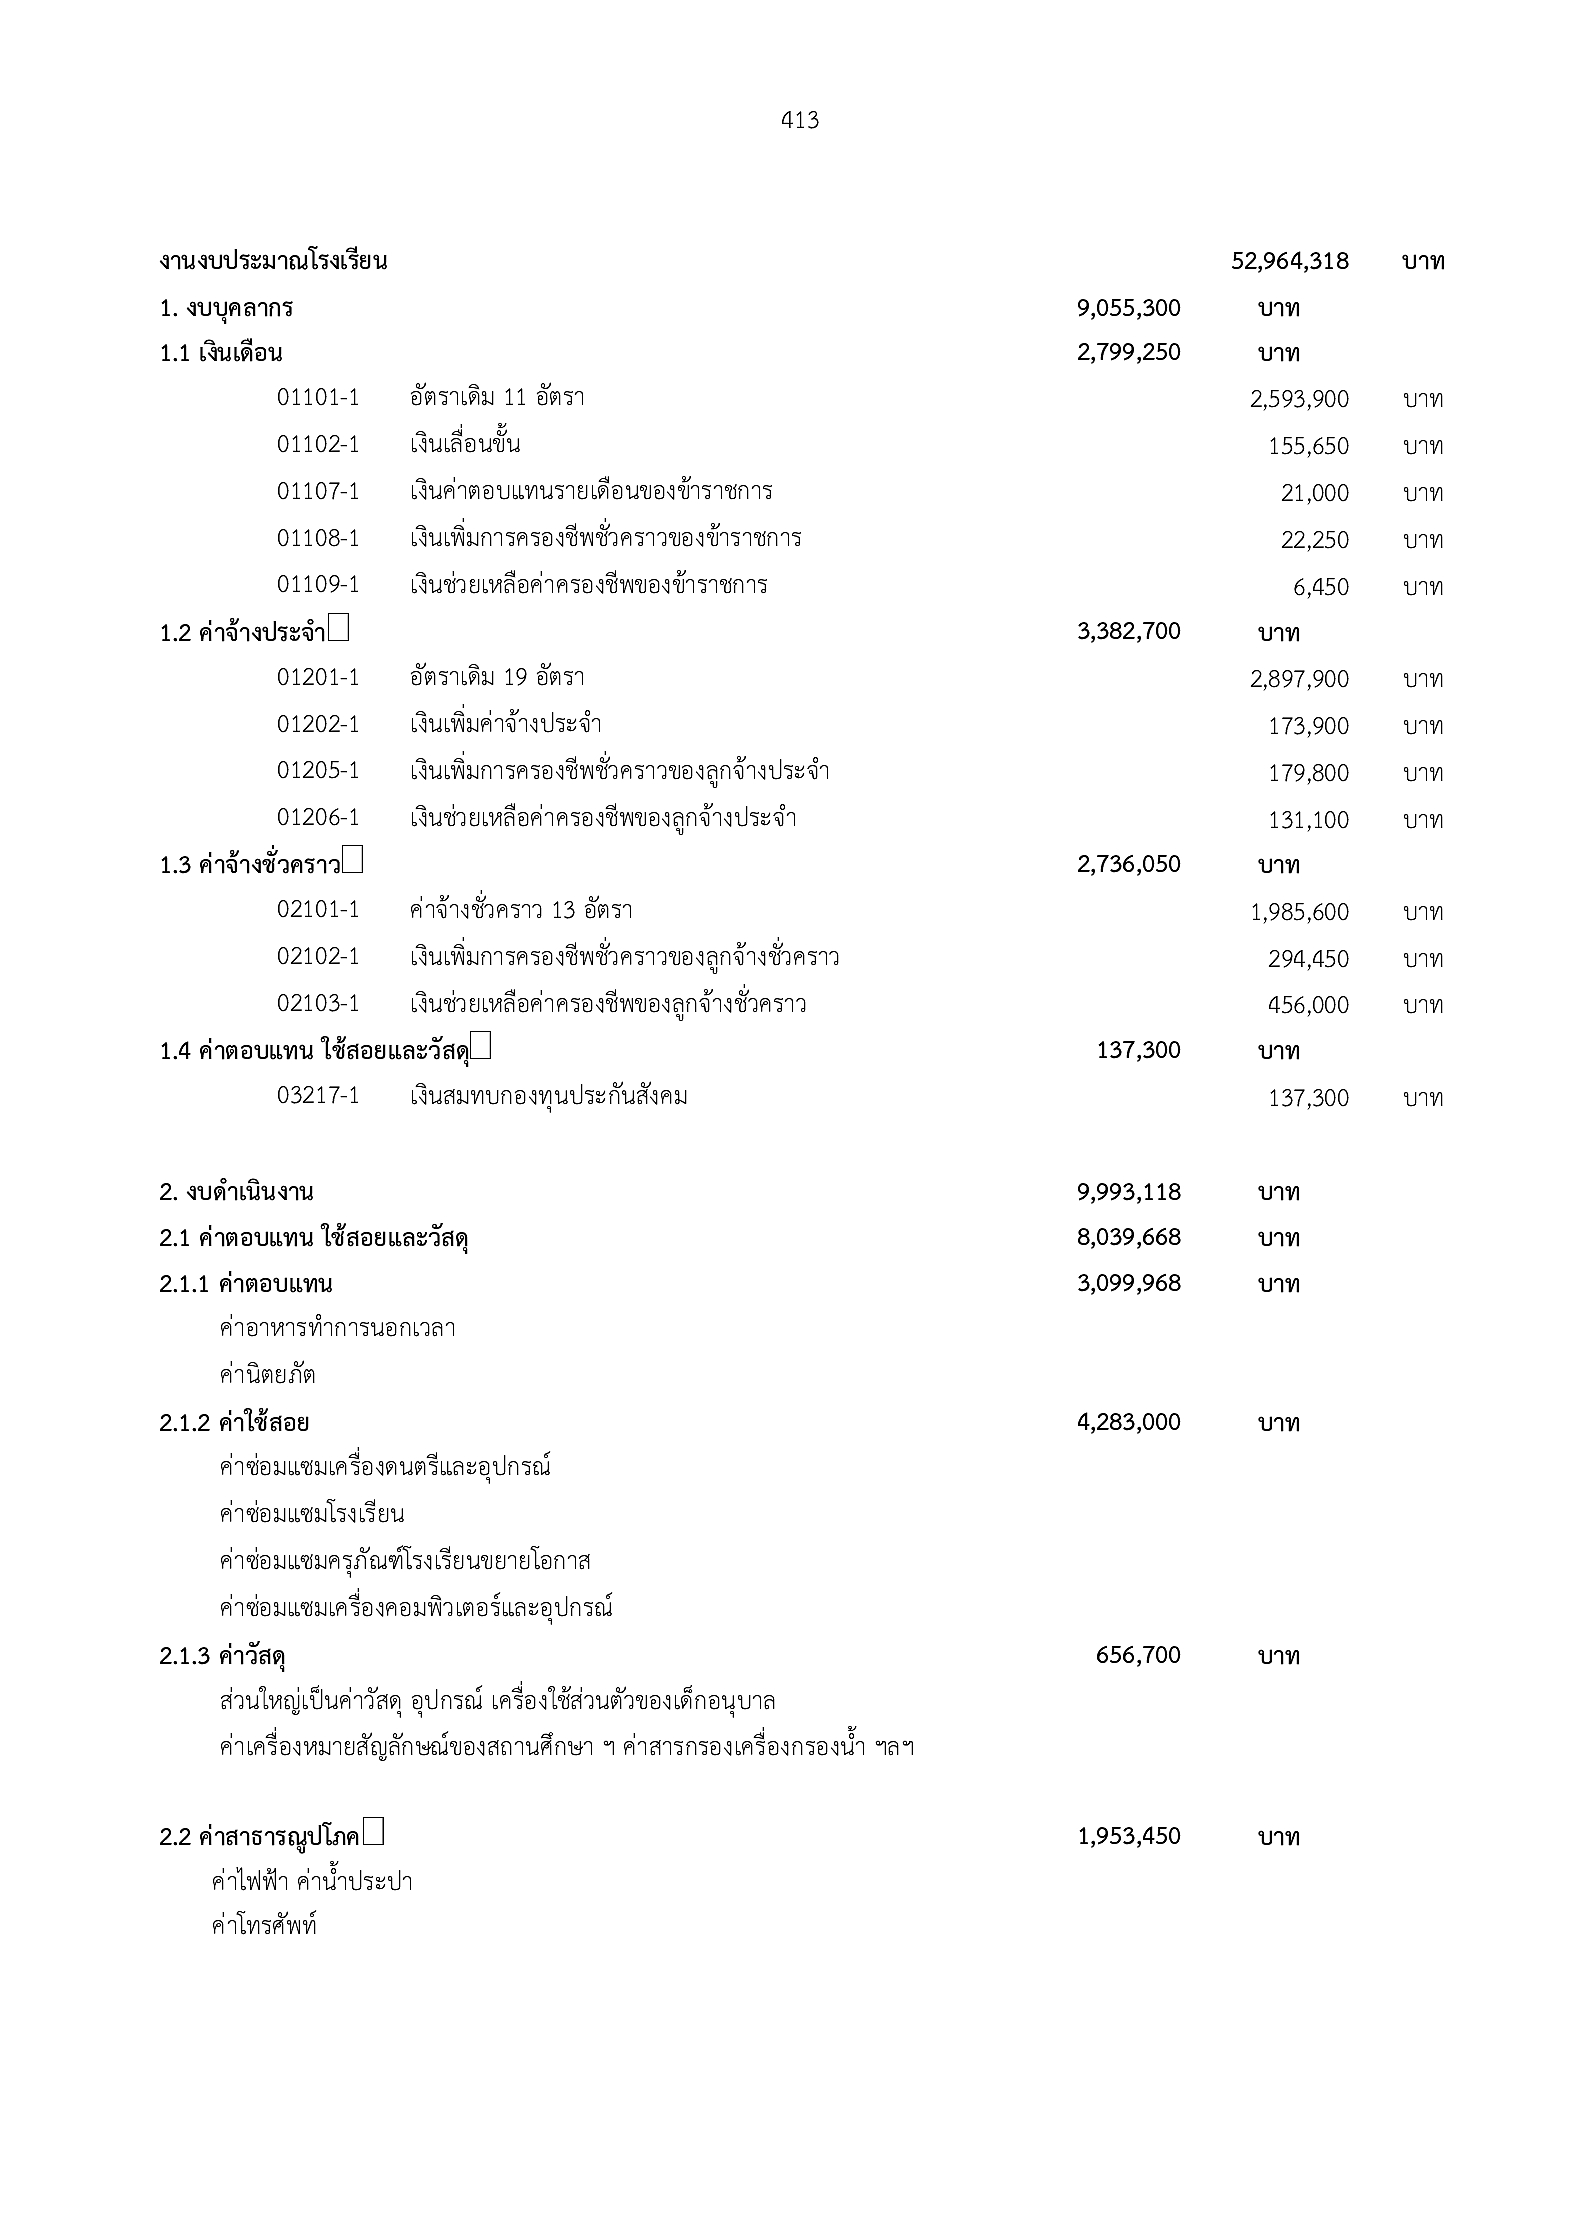 413
งานงบประมาณโรงเรียน 52,964,318 บาท
1. งบบุคลากร 9,055,300 บาท
1.1 เงินเดือน 2,799,250 บาท
01101-1 อัตราเดิม 11 อัตรา 2,593,900 บาท
01102-1 เงินเลื่อนขั้น 155,650 บาท
01107-1 เงินค่าตอบแทนรายเดือนของข้าราชการ 21,000 บาท
01108-1 เงินเพิ่มการครองชีพชั่วคราวของข้าราชการ 22,250 บาท
01109-1 เงินช่วยเหลือค่าครองชีพของข้าราชการ 6,450 บาท
1.2 ค่าจ้างประจำ 3,382,700 บาท
01201-1 อัตราเดิม 19 อัตรา 2,897,900 บาท
01202-1 เงินเพิ่มค่าจ้างประจำ 173,900 บาท
01205-1 เงินเพิ่มการครองชีพชั่วคราวของลูกจ้างประจำ 179,800 บาท
01206-1 เงินช่วยเหลือค่าครองชีพของลูกจ้างประจำ 131,100 บาท
1.3 ค่าจ้างชั่วคราว 2,736,050 บาท
02101-1 ค่าจ้างชั่วคราว 13 อัตรา 1,985,600 บาท
02102-1 เงินเพิ่มการครองชีพชั่วคราวของลูกจ้างชั่วคราว 294,450 บาท
02103-1 เงินช่วยเหลือค่าครองชีพของลูกจ้างชั่วคราว 456,000 บาท
1.4 ค่าตอบแทน ใช้สอยและวัสดุ 137,300 บาท
03217-1 เงินสมทบกองทุนประกันสังคม 137,300 บาท
2. งบดำเนินงาน 9,993,118 บาท
2.1 ค่าตอบแทน ใช้สอยและวัสดุ 8,039,668 บาท
2.1.1 ค่าตอบแทน 3,099,968 บาท
ค่าอาหารทำการนอกเวลา
ค่านิตยภัต
2.1.2 ค่าใช้สอย 4,283,000 บาท
ค่าซ่อมแซมเครื่องดนตรีและอุปกรณ์
ค่าซ่อมแซมโรงเรียน
ค่าซ่อมแซมครุภัณฑ์โรงเรียนขยายโอกาส
ค่าซ่อมแซมเครื่องคอมพิวเตอร์และอุปกรณ์
2.1.3 ค่าวัสดุ 656,700 บาท
ส่วนใหญ่เป็นค่าวัสดุ อุปกรณ์ เครื่องใช้ส่วนตัวของเด็กอนุบาล
ค่าเครื่องหมายสัญลักษณ์ของสถานศึกษา ฯ ค่าสารกรองเครื่องกรองน้ำ ฯลฯ
2.2 ค่าสาธารณูปโภค 1,953,450 บาท
ค่าไฟฟ้า ค่าน้ำประปา
ค่าโทรศัพท์